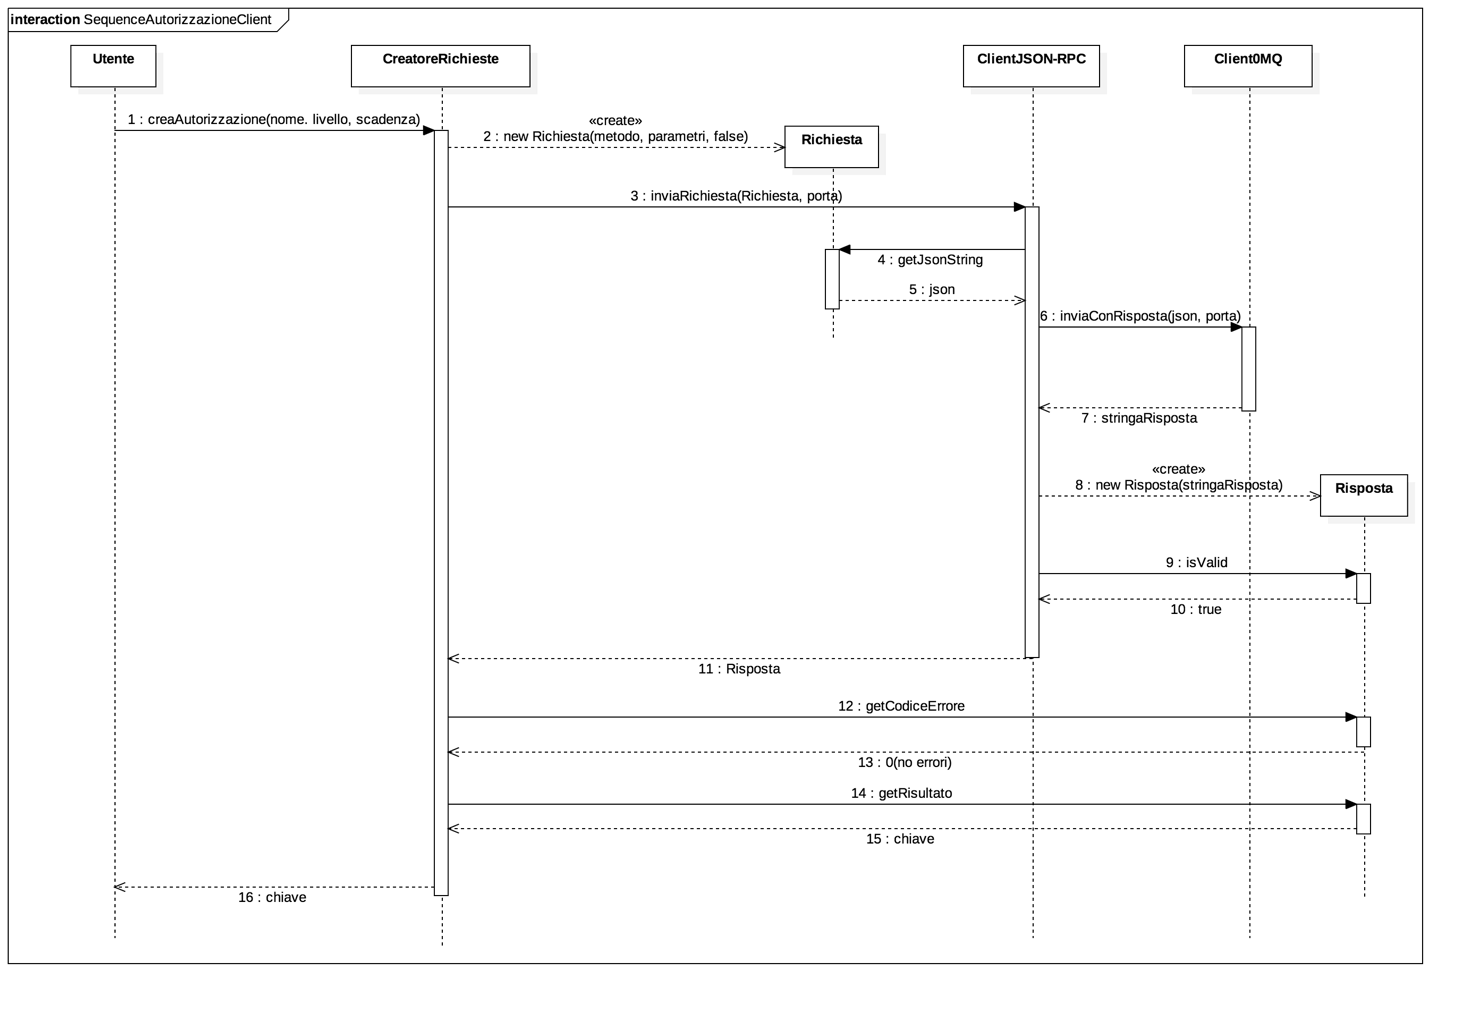 interaction SequenceAutorizzazioneClient
Utente
CreatoreRichieste
ClientJSON-RPC
Client0MQ
1 : creaAutorizzazione(nome. livello, scadenza)
«create»
2 : new Richiesta(metodo, parametri, false)
Richiesta
3 : inviaRichiesta(Richiesta, porta)
4 : getJsonString
5 : json
6 : inviaConRisposta(json, porta)
7 : stringaRisposta
«create»
8 : new Risposta(stringaRisposta)
Risposta
9 : isValid
10 : true
11 : Risposta
12 : getCodiceErrore
13 : 0(no errori)
14 : getRisultato
15 : chiave
16 : chiave